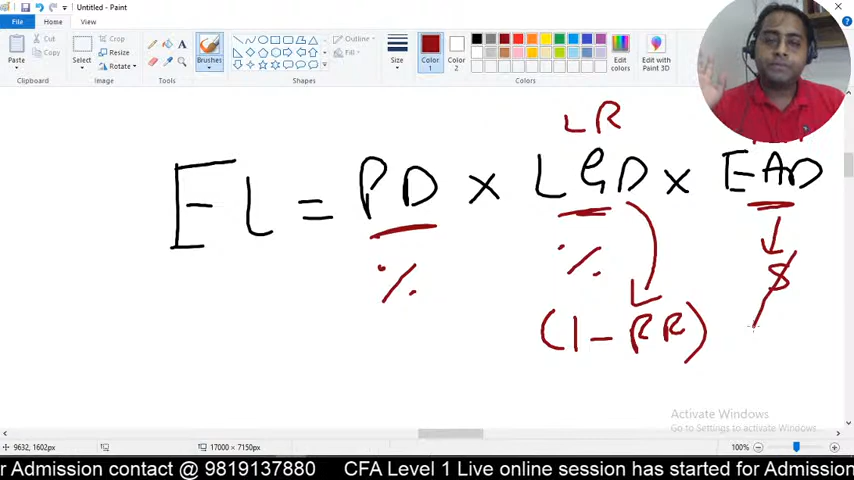 Untitled - Paint
File Home View
Paste
Cut
Copy
Clipboard
Select
Crop
Resize
Rotate
Image
Tools
Brushes
Shapes
Outline
Fill
Size
Color 1
Color 2
Colors
Edit colors
Edit with Paint 3D
LR
EL = PD × LGD × EAD
% % $
(1 - RR)
Activate Windows
Go to Settings to activate Windows.
9632, 1602px
17000 × 7150px
100%
or Admission contact @ 9819137880 CFA Level 1 Live online session has started for Admission